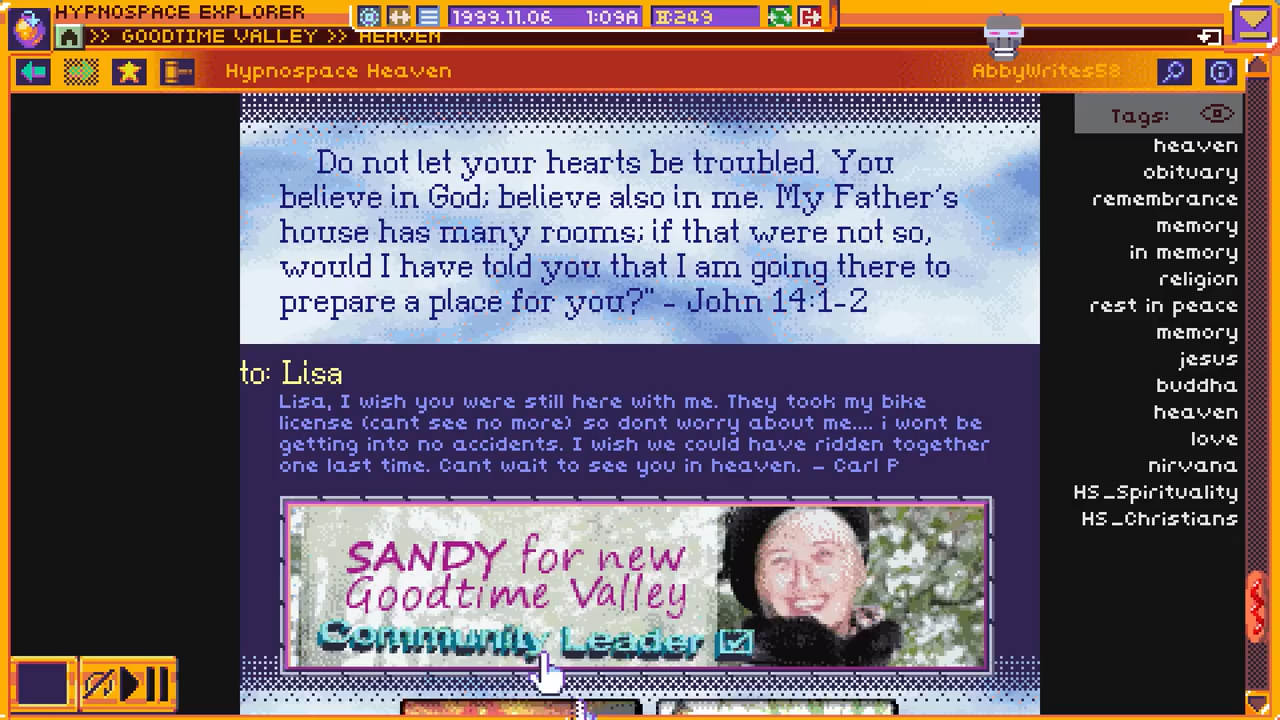 HYPNOSPACE EXPLORER
1999.11.06 1:09A
249
>> GOODTIME VALLEY >> HEAVEN
Hypnospace Heaven
AbbyWrites58
Tags:
heaven
obituary
remembrance
memory
in memory
religion
rest in peace
memory
jesus
buddha
heaven
love
nirvana
HS_Spirituality
HS_Christians
Do not let your hearts be troubled. You
believe in God; believe also in me. My Father's
house has many rooms; if that were not so,
would I have told you that I am going there to
prepare a place for you?" - John 14:1-2
to: Lisa
Lisa, I wish you were still here with me. They took my bike
license (cant see no more) so dont worry about me.... i wont be
getting into no accidents. I wish we could have ridden together
one last time. Cant wait to see you in heaven. - Carl P
SANDY for new
Goodtime Valley
Community Leader